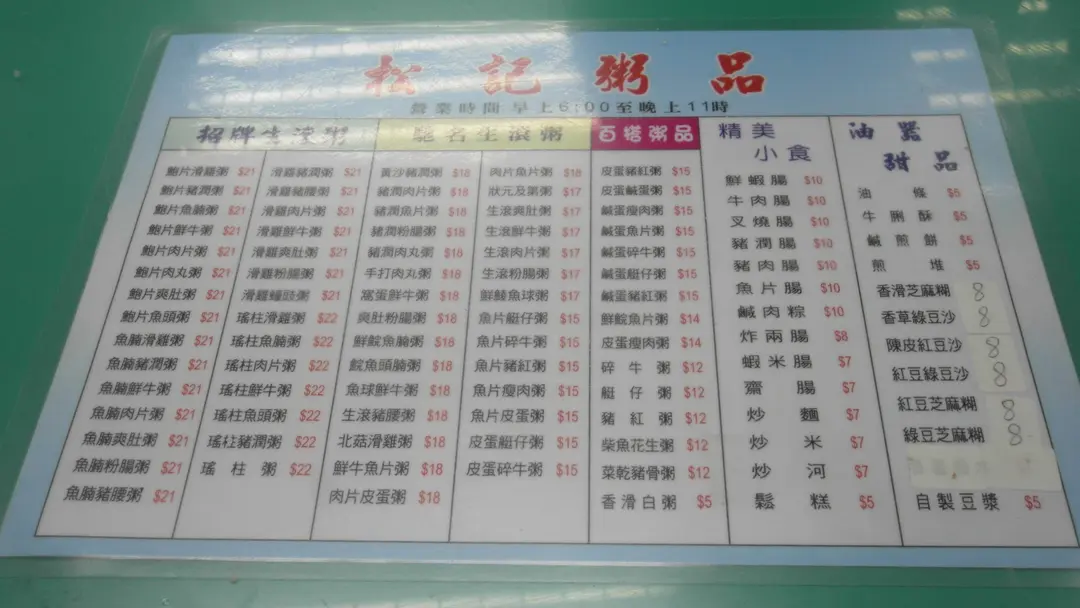 松記粥品
營業時間早上6:00至晚上11時
招牌生滾粥
鮑片滑雞粥 $21
鮑片豬潤粥 $21
鮑片魚腩粥 $21
鮑片鮮牛粥 $21
鮑片肉片粥 $21
鮑片肉丸粥 $21
鮑片爽肚粥 $21
鮑片魚頭粥 $21
魚腩滑雞粥 $21
魚腩豬潤粥 $21
魚腩鮮牛粥 $21
魚腩肉片粥 $21
魚腩爽肚粥 $21
魚腩粉腸粥 $21
魚腩豬腰粥 $21
滑雞豬潤粥 $21
滑雞豬腰粥 $21
滑雞肉片粥 $21
滑雞鮮牛粥 $21
滑雞爽肚粥 $21
滑雞粉腸粥 $21
滑雞魚頭粥 $21
瑤柱滑雞粥 $22
瑤柱魚腩粥 $22
瑤柱肉片粥 $22
瑤柱鮮牛粥 $22
瑤柱魚頭粥 $22
瑤柱豬潤粥 $22
瑤柱粥 $22
馳名生滾粥
黃沙豬潤粥 $18
豬潤肉片粥 $18
豬潤魚片粥 $18
豬潤粉腸粥 $18
豬潤肉丸粥 $18
手打肉丸粥 $18
窩蛋鮮牛粥 $18
爽肚粉腸粥 $18
鮮鯇魚腩粥 $18
鯇魚頭腩粥 $18
魚球鮮牛粥 $18
生滾豬腰粥 $18
北菇滑雞粥 $18
鮮牛魚片粥 $18
肉片皮蛋粥 $18
肉片魚片粥 $18
狀元及第粥 $17
生滾爽肚粥 $17
生滾鮮牛粥 $17
生滾肉片粥 $17
生滾粉腸粥 $17
鮮鯪魚球粥 $17
魚片艇仔粥 $15
魚片碎牛粥 $15
魚片豬紅粥 $15
魚片瘦肉粥 $15
魚片皮蛋粥 $15
皮蛋艇仔粥 $15
皮蛋碎牛粥 $15
百搭粥品
皮蛋豬紅粥 $15
皮蛋鹹蛋粥 $15
鹹蛋瘦肉粥 $15
鹹蛋魚片粥 $15
鹹蛋碎牛粥 $15
鹹蛋艇仔粥 $15
鹹蛋豬紅粥 $15
鮮鯇魚片粥 $14
皮蛋瘦肉粥 $14
碎牛粥 $12
艇仔粥 $12
豬紅粥 $12
柴魚花生粥 $12
菜乾豬骨粥 $12
香滑白粥 $5
精美
小食
鮮蝦腸 $10
牛肉腸 $10
叉燒腸 $10
豬潤腸 $10
豬肉腸 $10
魚片腸 $10
鹹肉粽 $10
炸兩腸 $8
蝦米腸 $7
齋腸 $7
炒麵 $7
炒米 $7
炒河 $7
鬆糕 $5
油器
甜品
油條 $5
牛脷酥 $5
鹹煎餅 $5
煎堆 $5
香滑芝麻糊 8
香草綠豆沙 8
陳皮紅豆沙 8
紅豆綠豆沙 8
紅豆芝麻糊 8
綠豆芝麻糊 8
自製豆漿 $5